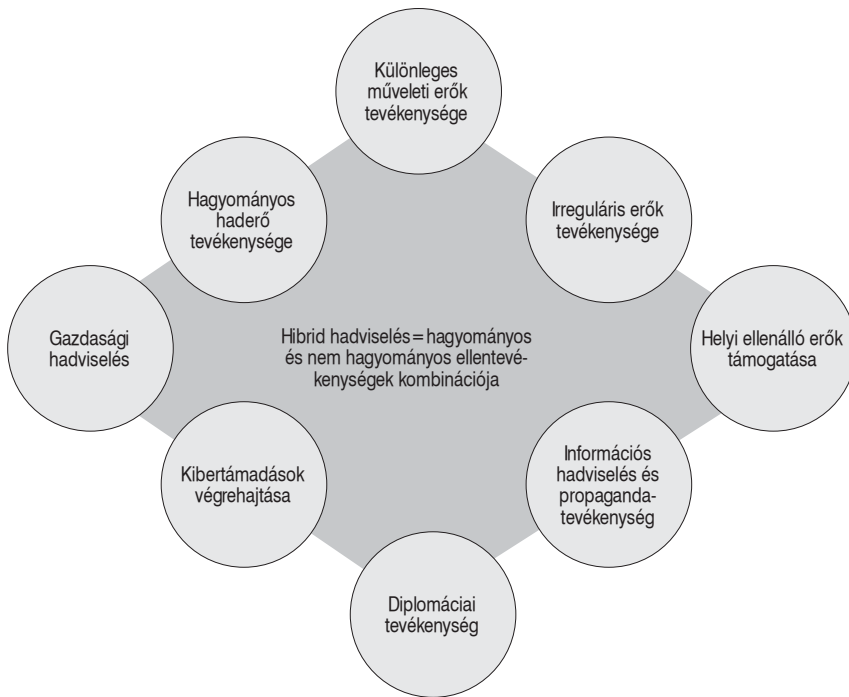 Különleges
műveleti erők
tevékenysége
Hagyományos
haderő
tevékenysége
Irreguláris erők
tevékenysége
Gazdasági
hadviselés
Hibrid hadviselés=hagyományos
és nem hagyományos ellentevé-
kenységek kombinációja
Helyi ellenálló erők
támogatása
Kibertámadások
végrehajtása
Információs
hadviselés és
propaganda-
tevékenység
Diplomáciai
tevékenység